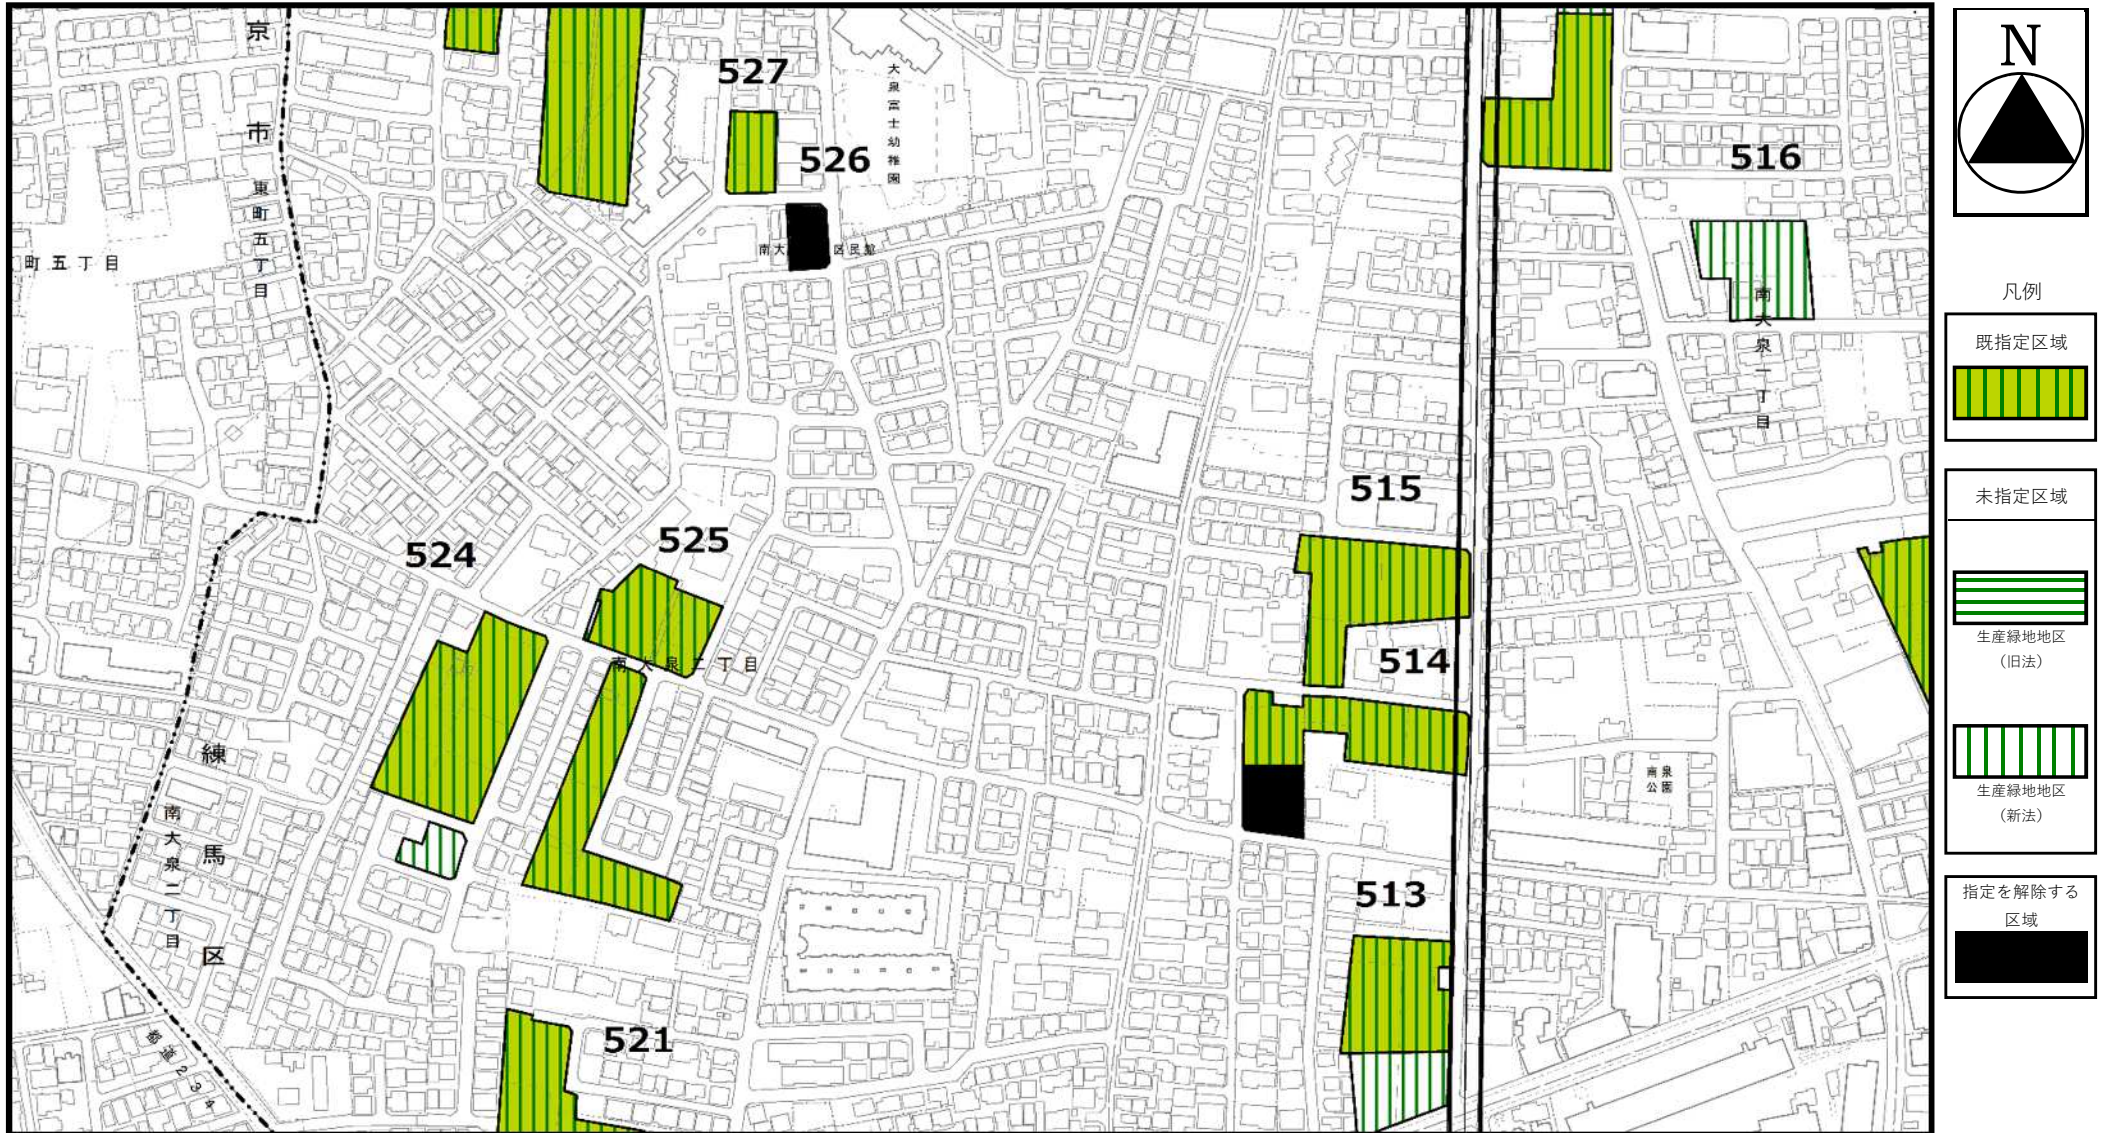 京市
東町五丁目
町五丁目
527
大泉富士幼稚園
526
南大
区民館
516
南大泉一丁目
515
524
525
南大泉二丁目
514
練馬区
南大泉二丁目
南泉
公園
513
521
都道234
N
凡例
既指定区域
未指定区域
生産緑地地区
(旧法)
生産緑地地区
(新法)
指定を解除する
区域